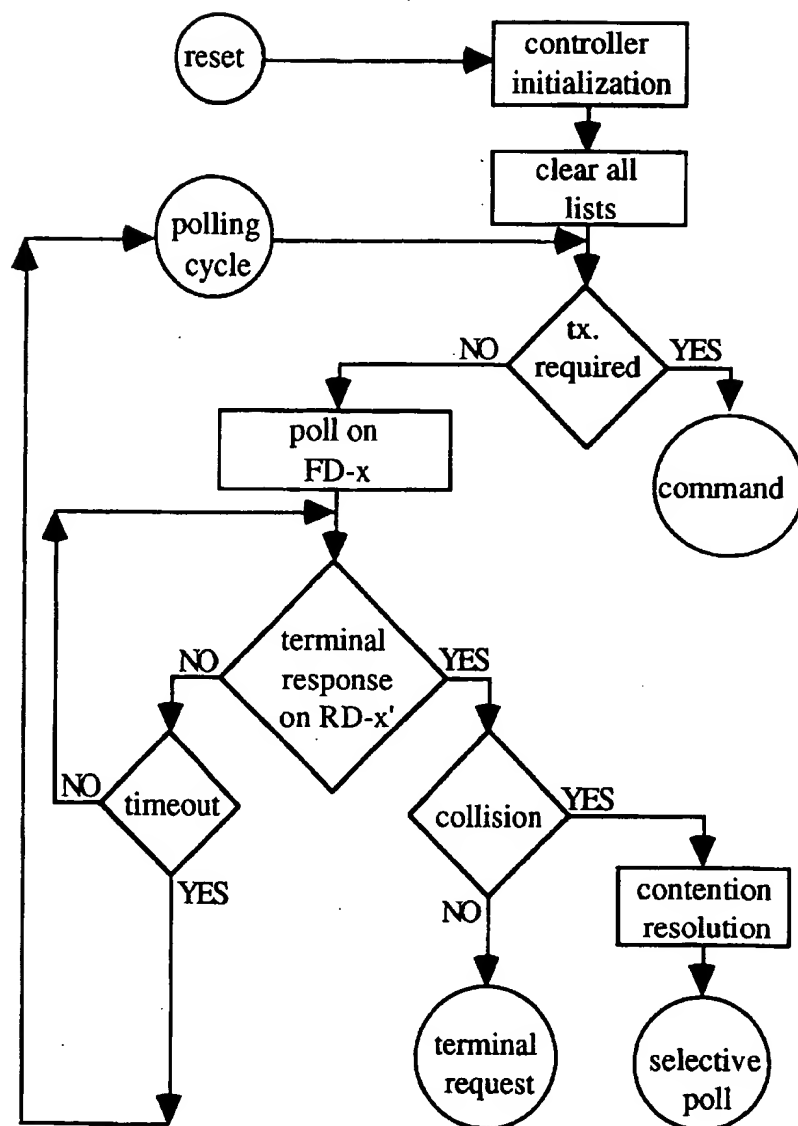 reset
controller
initialization
clear all
lists
polling
cycle
tx.
required
NO
YES
poll on
FD-x
command
terminal
response
on RD-x'
NO
YES
timeout
NO
YES
collision
YES
NO
contention
resolution
terminal
request
selective
poll